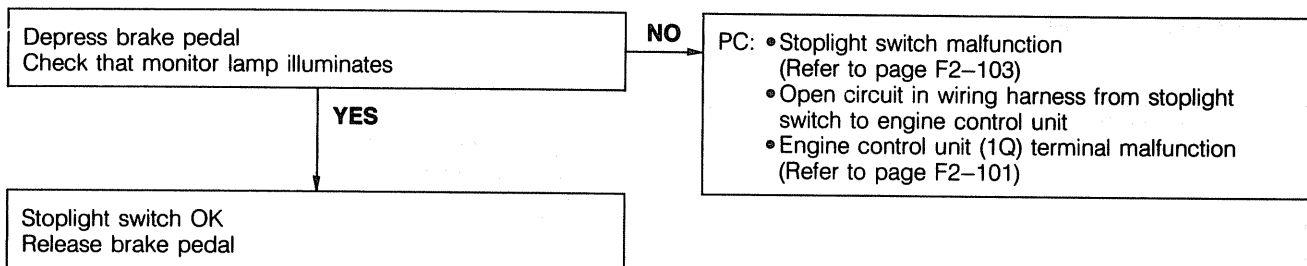 Depress brake pedal
Check that monitor lamp illuminates
NO
PC: •Stoplight switch malfunction
(Refer to page F2–103)
•Open circuit in wiring harness from stoplight
switch to engine control unit
•Engine control unit (1Q) terminal malfunction
(Refer to page F2–101)
YES
Stoplight switch OK
Release brake pedal